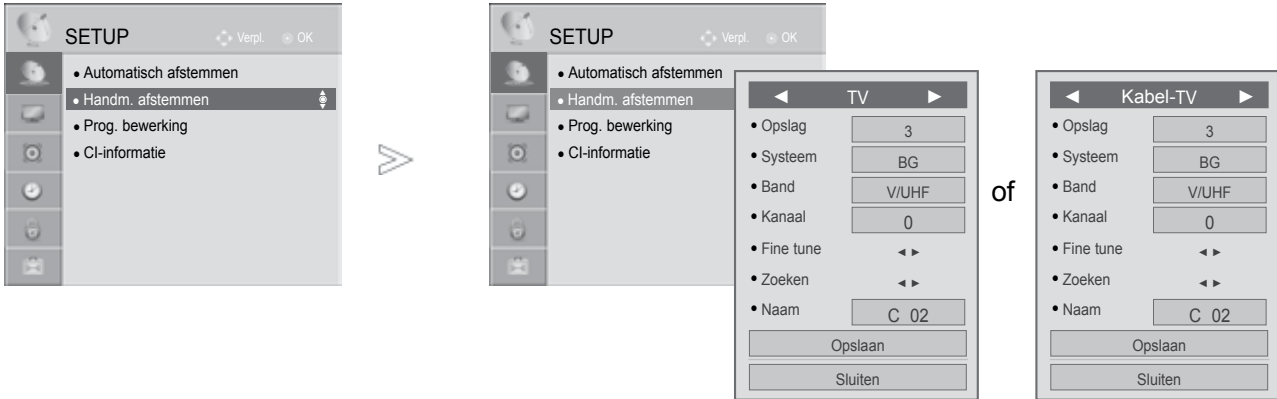 SETUP
Verpl. OK
• Automatisch afstemmen
• Handm. afstemmen
• Prog. bewerking
• CI-informatie
SETUP
Verpl. OK
• Automatisch afstemmen
• Handm. afstemmen
• Prog. bewerking
• CI-informatie
◄ TV ►
• Opslag 3
• Systeem BG
• Band V/UHF
• Kanaal 0
• Fine tune ◄ ►
• Zoeken ◄ ►
• Naam C 02
Opslaan
Sluiten
of
◄ Kabel-TV ►
• Opslag 3
• Systeem BG
• Band V/UHF
• Kanaal 0
• Fine tune ◄ ►
• Zoeken ◄ ►
• Naam C 02
Opslaan
Sluiten